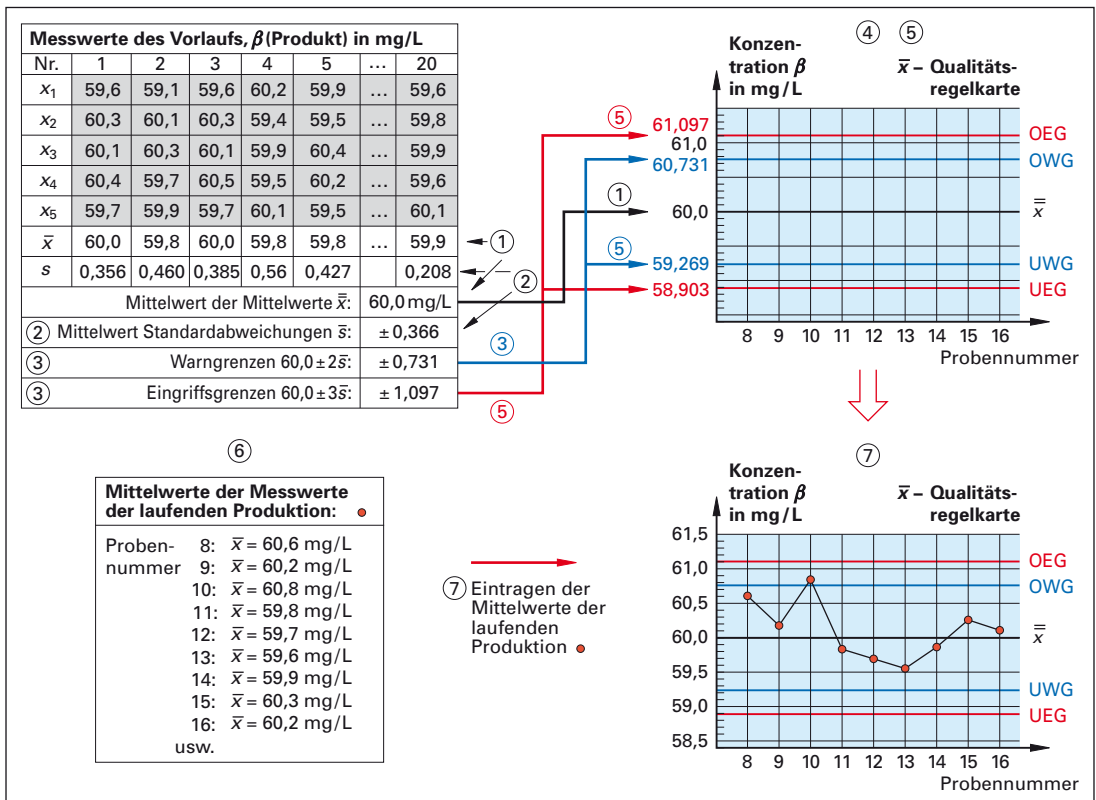 Messwerte des Vorlaufs, β(Produkt) in mg/L
Nr. 1 2 3 4 5 ... 20
x1 59,6 59,1 59,6 60,2 59,9 ... 59,6
x2 60,3 60,1 60,3 59,4 59,5 ... 59,8
x3 60,1 60,3 60,1 59,9 60,4 ... 59,9
x4 60,4 59,7 60,5 59,5 60,2 ... 59,6
x5 59,7 59,9 59,7 60,1 59,5 ... 60,1
x̅ 60,0 59,8 60,0 59,8 59,8 ... 59,9 ①
s 0,356 0,460 0,385 0,56 0,427 0,208 ②
Mittelwert der Mittelwerte x̿: 60,0 mg/L
② Mittelwert Standardabweichungen s̅: ± 0,366
③ Warngrenzen 60,0 ± 2s̅: ± 0,731
③ Eingriffsgrenzen 60,0 ± 3s̅: ± 1,097
③
⑤
④ ⑤
Konzen-
tration β
in mg/L
x̅ – Qualitäts-
regelkarte
⑤ 61,097 OEG
61,0
60,731 OWG
① 60,0 x̿
⑤ 59,269 UWG
58,903 UEG
8 9 10 11 12 13 14 15 16
Probennummer
⑥
Mittelwerte der Messwerte
der laufenden Produktion:
Proben- 8: x̅ = 60,6 mg/L
nummer 9: x̅ = 60,2 mg/L
10: x̅ = 60,8 mg/L
11: x̅ = 59,8 mg/L
12: x̅ = 59,7 mg/L
13: x̅ = 59,6 mg/L
14: x̅ = 59,9 mg/L
15: x̅ = 60,3 mg/L
16: x̅ = 60,2 mg/L
usw.
⑦ Eintragen der
Mittelwerte der
laufenden
Produktion
⑦
Konzen-
tration β
in mg/L
x̅ – Qualitäts-
regelkarte
61,5
61,0 OEG
OWG
60,5
60,0 x̿
59,5
UWG
59,0
UEG
58,5
8 9 10 11 12 13 14 15 16
Probennummer